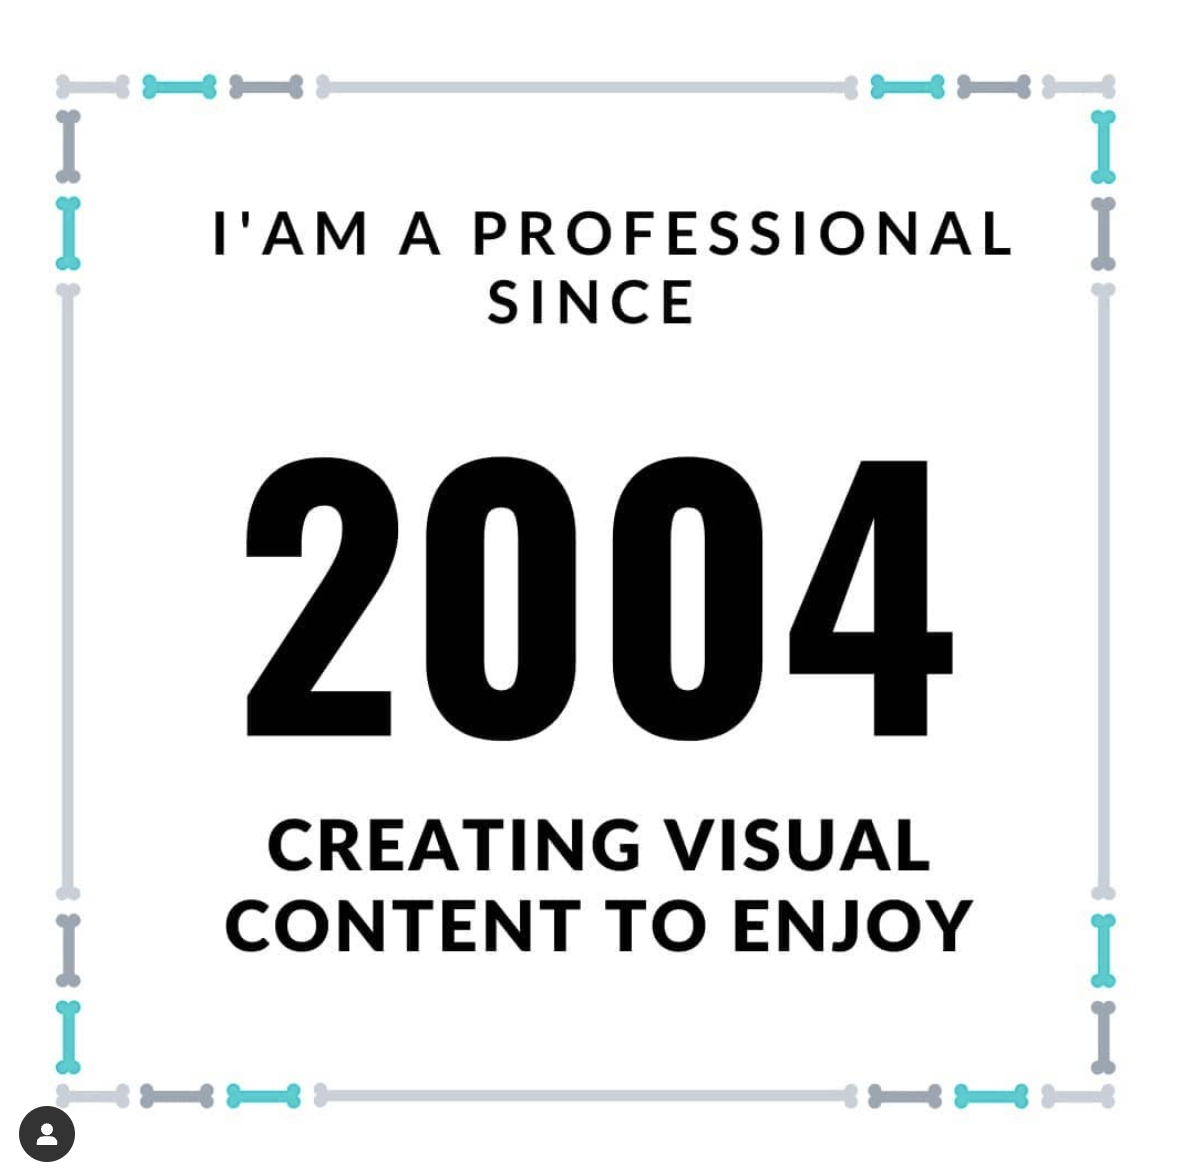 I'AM A PROFESSIONAL
SINCE
2004
CREATING VISUAL
CONTENT TO ENJOY